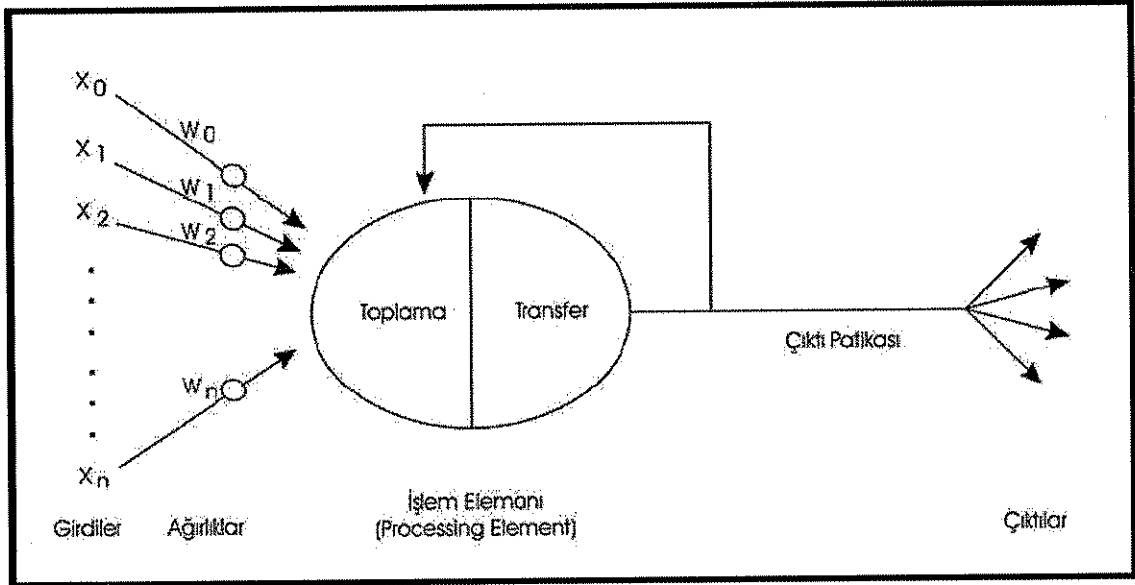 X0
W0
X1
W1
X2
W2
Toplama
Transfer
Çıktı Patikası
Wn
Xn
Girdiler
Ağırlıklar
İşlem Elemanı
(Processing Element)
Çıktılar